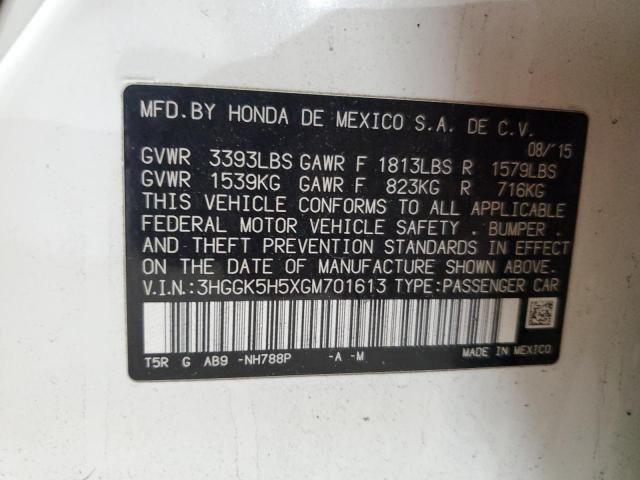 MFD.BY HONDA DE MEXICO S.A. DE C.V.
08/'15
GVWR 3393LBS GAWR F 1813LBS R 1579LBS
GVWR 1539KG GAWR F 823KG R 716KG
THIS VEHICLE CONFORMS TO ALL APPLICABLE
FEDERAL MOTOR VEHICLE SAFETY . BUMPER .
AND THEFT PREVENTION STANDARDS IN EFFECT
ON THE DATE OF MANUFACTURE SHOWN ABOVE.
V.I.N.:3HGGK5H5XGM701613 TYPE:PASSENGER CAR
T5R G AB9 -NH788P -A -M MADE IN MEXICO